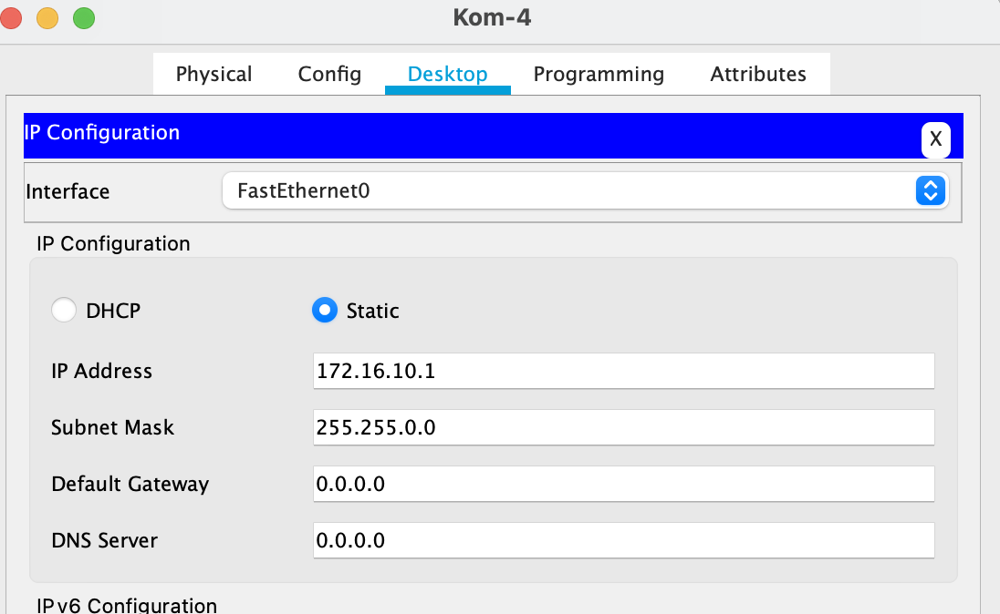 Kom-4
Physical Config Desktop Programming Attributes
IP Configuration
X
Interface FastEthernet0
IP Configuration
DHCP Static
IP Address 172.16.10.1
Subnet Mask 255.255.0.0
Default Gateway 0.0.0.0
DNS Server 0.0.0.0
IPv6 Configuration